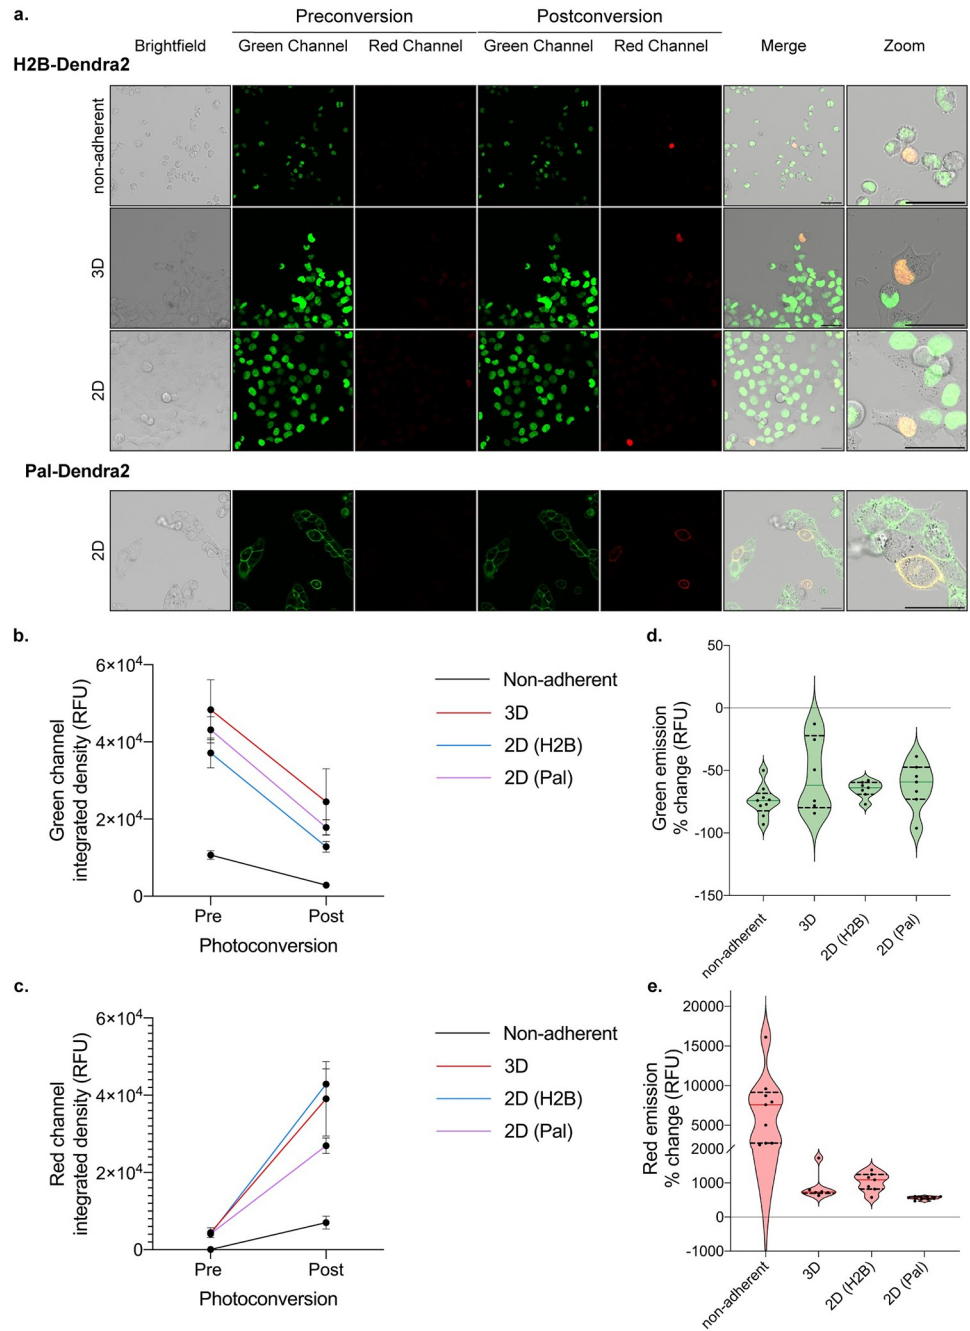 a.
Preconversion Postconversion
Brightfield Green Channel Red Channel Green Channel Red Channel Merge Zoom
H2B-Dendra2
non-adherent
3D
2D
Pal-Dendra2
2D
b.
Green channel
integrated density (RFU)
6×10⁴
4×10⁴
2×10⁴
0
Pre Post
Photoconversion
Non-adherent
3D
2D (H2B)
2D (Pal)
d.
Green emission
% change (RFU)
50
0
-50
-100
-150
non-adherent 3D 2D (H2B) 2D (Pal)
c.
Red channel
integrated density (RFU)
6×10⁴
4×10⁴
2×10⁴
0
Pre Post
Photoconversion
Non-adherent
3D
2D (H2B)
2D (Pal)
e.
Red emission
% change (RFU)
20000
15000
10000
5000
2000
1000
0
-1000
non-adherent 3D 2D (H2B) 2D (Pal)